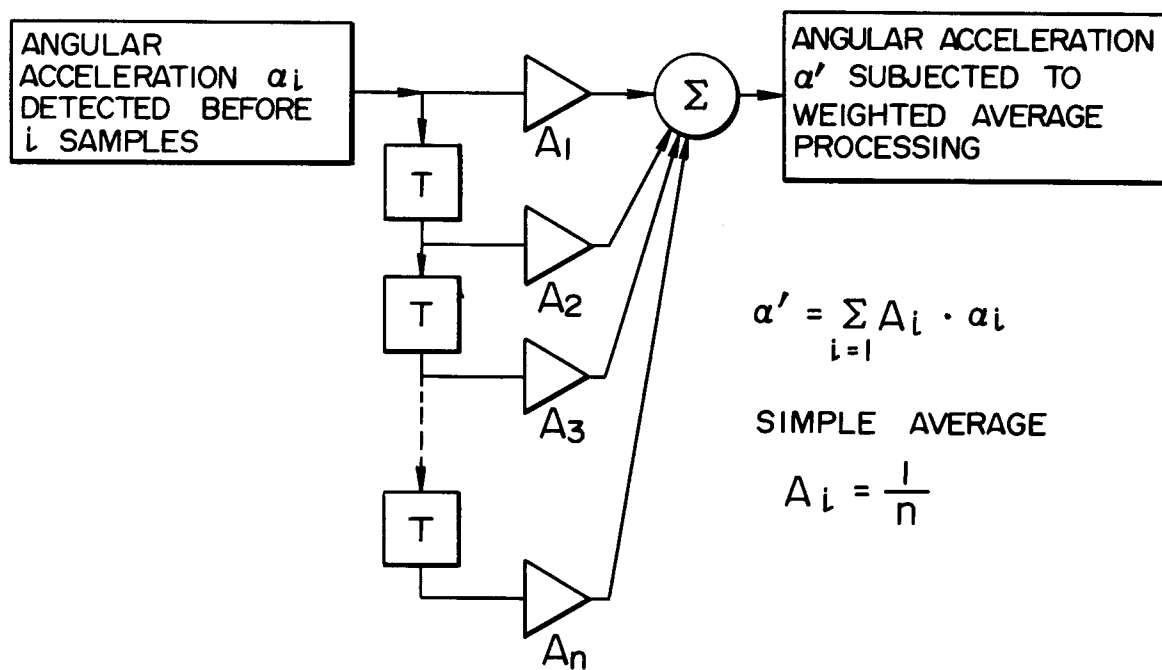 ANGULAR
ACCELERATION αi
DETECTED BEFORE
i SAMPLES
A1
T
A2
T
A3
T
An
Σ
ANGULAR ACCELERATION
α' SUBJECTED TO
WEIGHTED AVERAGE
PROCESSING
α' = Σ Ai · αi
i=1
SIMPLE AVERAGE
Ai = 1/n